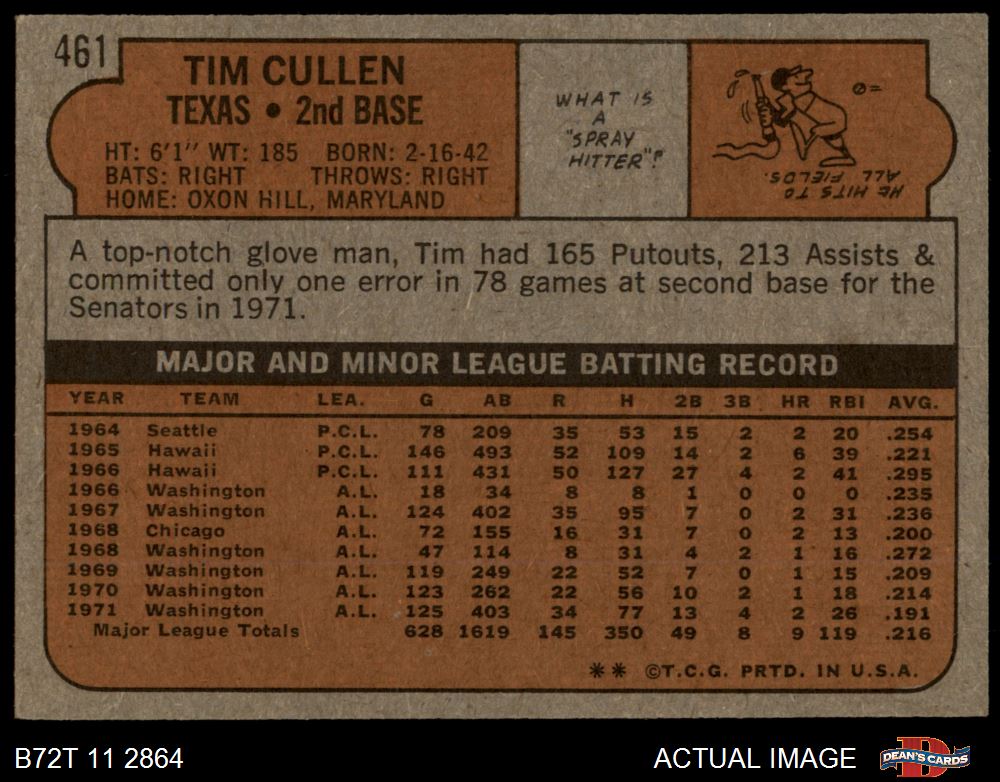 461
TIM CULLEN
TEXAS • 2nd BASE
HT: 6'1" WT: 185 BORN: 2-16-42
BATS: RIGHT THROWS: RIGHT
HOME: OXON HILL, MARYLAND
WHAT IS
A
"SPRAY
HITTER"?
HE HITS TO
ALL FIELDS.
A top-notch glove man, Tim had 165 Putouts, 213 Assists &
committed only one error in 78 games at second base for the
Senators in 1971.
MAJOR AND MINOR LEAGUE BATTING RECORD
YEAR TEAM LEA. G AB R H 2B 3B HR RBI AVG.
1964 Seattle P.C.L. 78 209 35 53 15 2 2 20 .254
1965 Hawaii P.C.L. 146 493 52 109 14 2 6 39 .221
1966 Hawaii P.C.L. 111 431 50 127 27 4 2 41 .295
1966 Washington A.L. 18 34 8 8 1 0 0 0 .235
1967 Washington A.L. 124 402 35 95 7 0 2 31 .236
1968 Chicago A.L. 72 155 16 31 7 0 2 13 .200
1968 Washington A.L. 47 114 8 31 4 2 1 16 .272
1969 Washington A.L. 119 249 22 52 7 0 1 15 .209
1970 Washington A.L. 123 262 22 56 10 2 1 18 .214
1971 Washington A.L. 125 403 34 77 13 4 2 26 .191
Major League Totals 628 1619 145 350 49 8 9 119 .216
** ©T.C.G. PRTD. IN U.S.A.
B72T 11 2864
ACTUAL IMAGE
DEAN'S CARDS